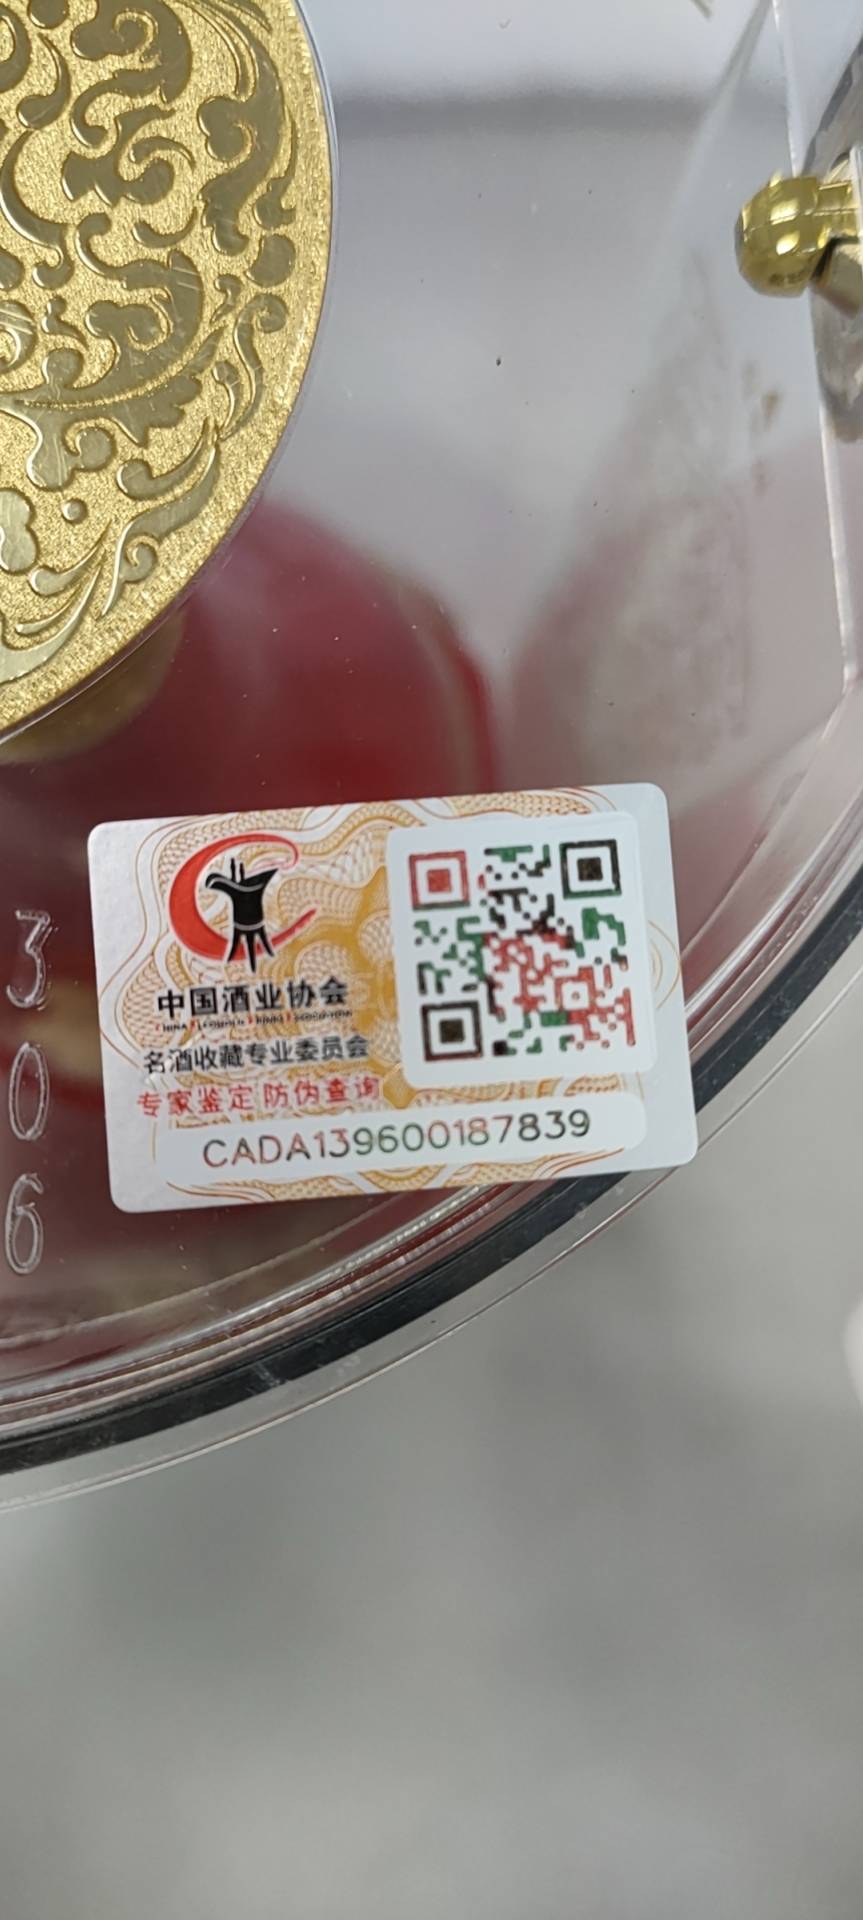 中国酒业协会
名酒收藏专业委员会
专家鉴定 防伪查询
CADA139600187839
3
0
6